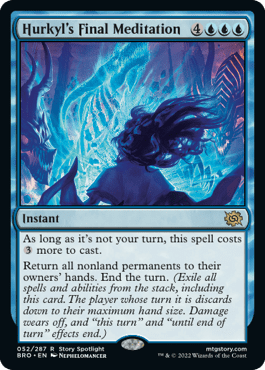 Hurkyl's Final Meditation 4
Instant
As long as it's not your turn, this spell costs
3 more to cast.
Return all nonland permanents to their
owners' hands. End the turn. (Exile all
spells and abilities from the stack, including
this card. The player whose turn it is discards
down to their maximum hand size. Damage
wears off, and "this turn" and "until end of
turn" effects end.)
052/287 R Story Spotlight mtgstory.com
BRO • EN NEPHELOMANCER ™ & © 2022 Wizards of the Coast